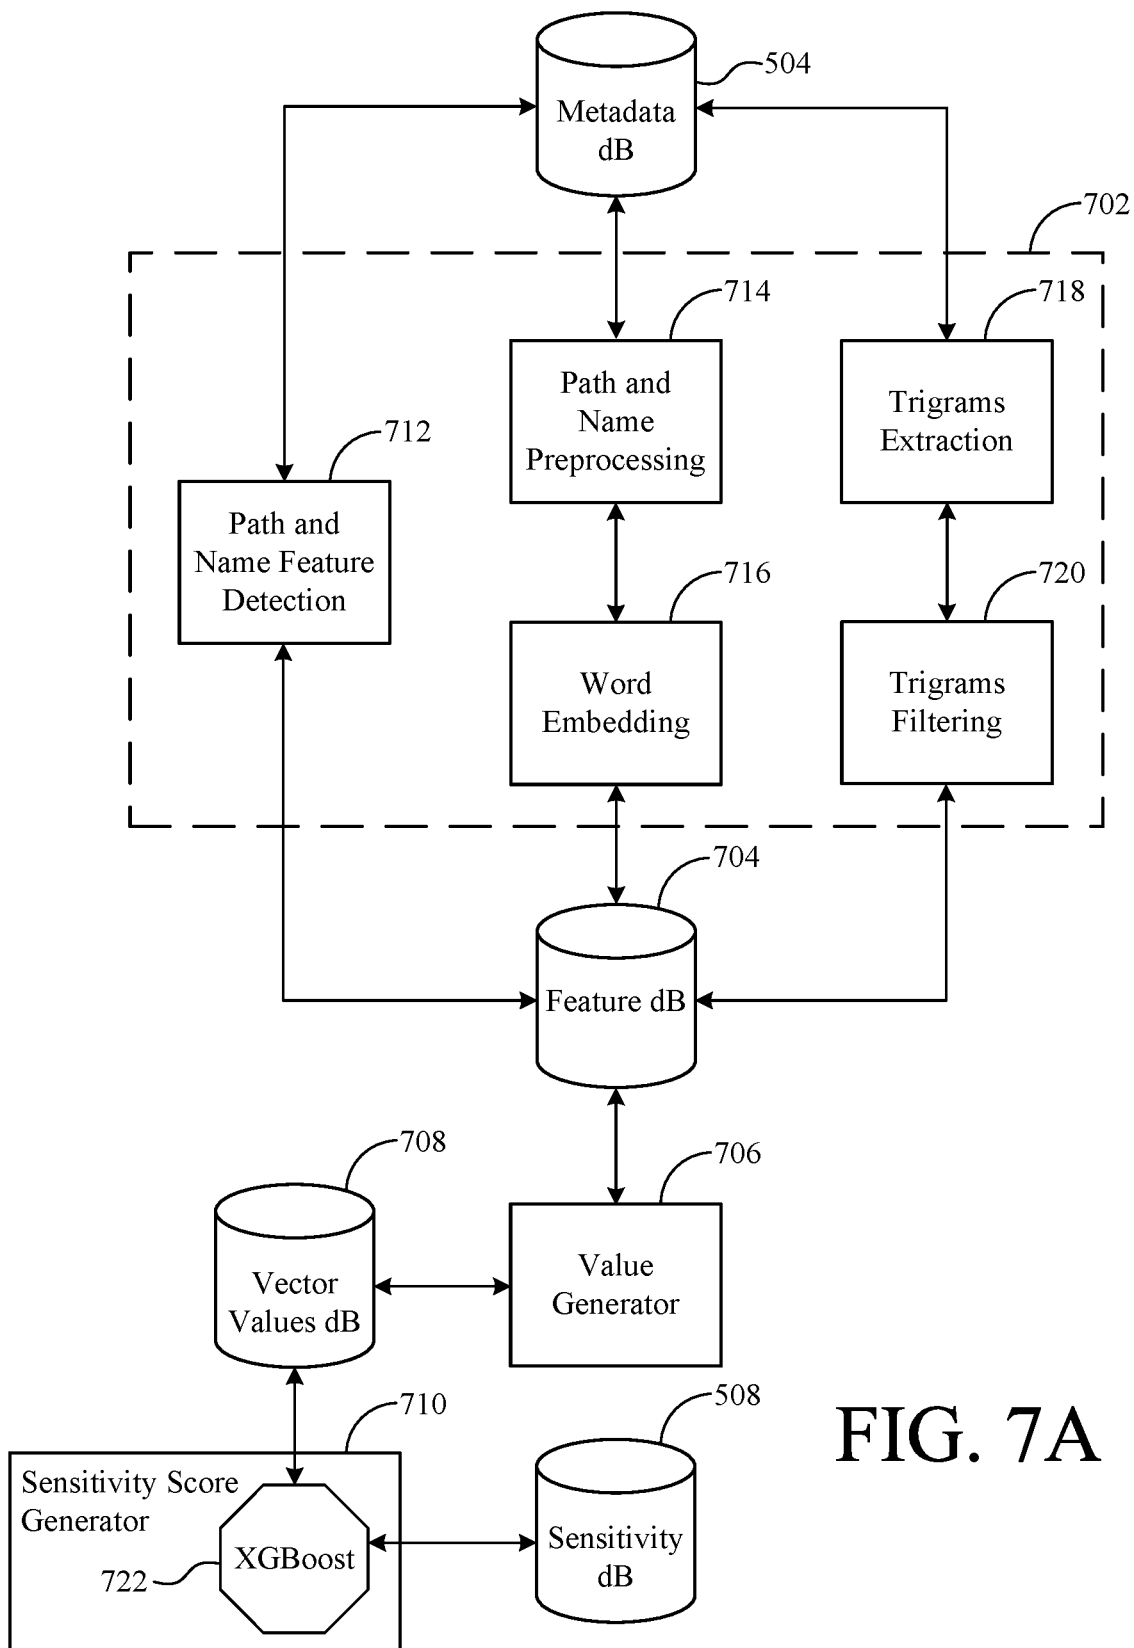 504
Metadata
dB
702
714
718
Path and
Name
Preprocessing
Trigrams
Extraction
712
Path and
Name Feature
Detection
716
720
Word
Embedding
Trigrams
Filtering
704
Feature dB
708
706
Vector
Values dB
Value
Generator
710
508
FIG. 7A
Sensitivity Score
Generator
XGBoost
722
Sensitivity
dB